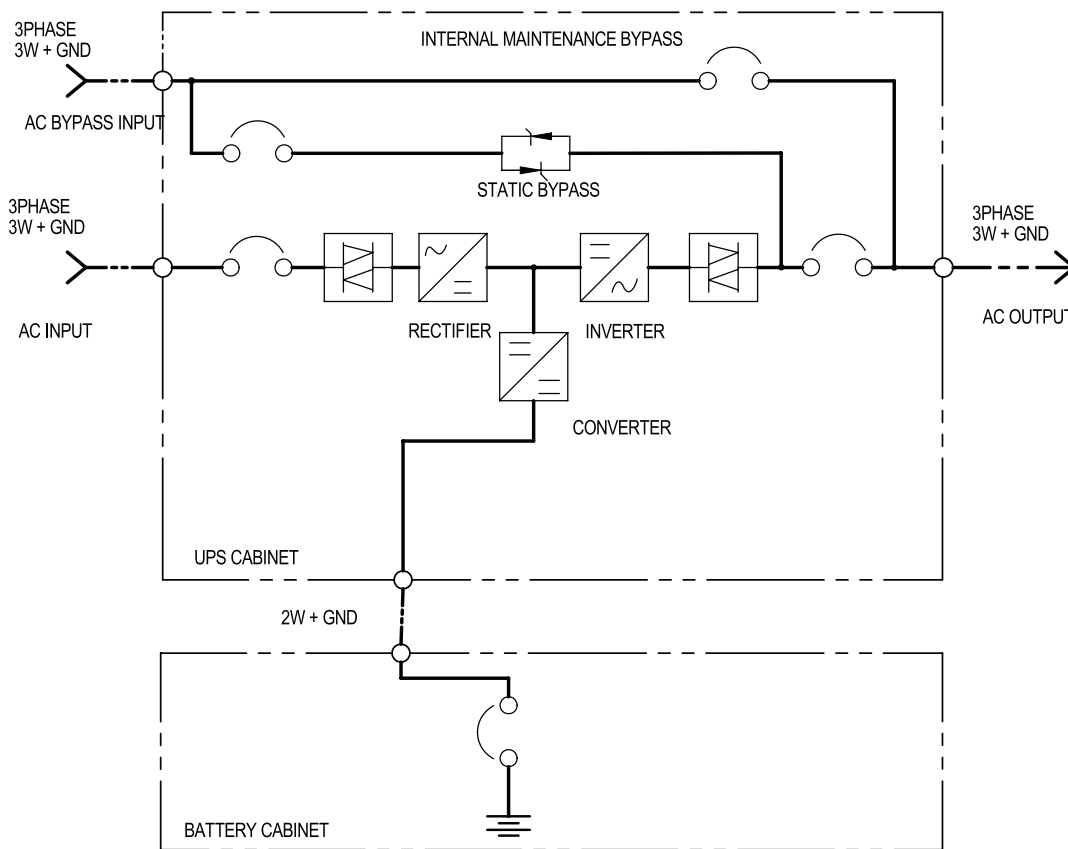 3PHASE
3W + GND
INTERNAL MAINTENANCE BYPASS
AC BYPASS INPUT
STATIC BYPASS
3PHASE
3W + GND
3PHASE
3W + GND
AC INPUT
RECTIFIER
INVERTER
AC OUTPUT
CONVERTER
UPS CABINET
2W + GND
BATTERY CABINET